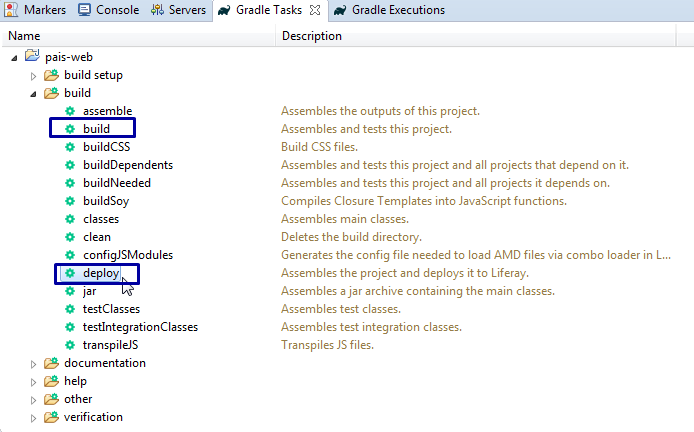 Markers Console Servers Gradle Tasks Gradle Executions
Name Description
pais-web
build setup
build
assemble Assembles the outputs of this project.
build Assembles and tests this project.
buildCSS Build CSS files.
buildDependents Assembles and tests this project and all projects that depend on it.
buildNeeded Assembles and tests this project and all projects it depends on.
buildSoy Compiles Closure Templates into JavaScript functions.
classes Assembles main classes.
clean Deletes the build directory.
configJSModules Generates the config file needed to load AMD files via combo loader in L...
deploy Assembles the project and deploys it to Liferay.
jar Assembles a jar archive containing the main classes.
testClasses Assembles test classes.
testIntegrationClasses Assembles test integration classes.
transpileJS Transpiles JS files.
documentation
help
other
verification